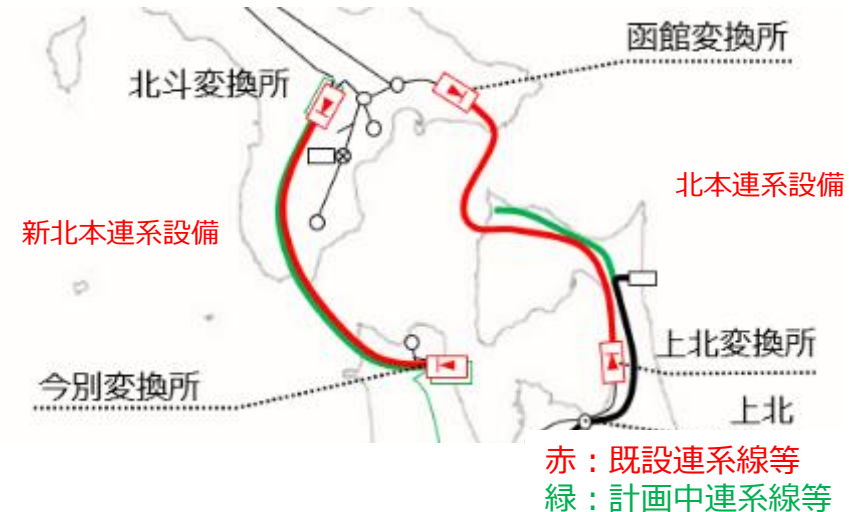 函館変換所
北斗変換所
北本連系設備
新北本連系設備
上北変換所
今別変換所
上北
赤：既設連系線等
緑：計画中連系線等